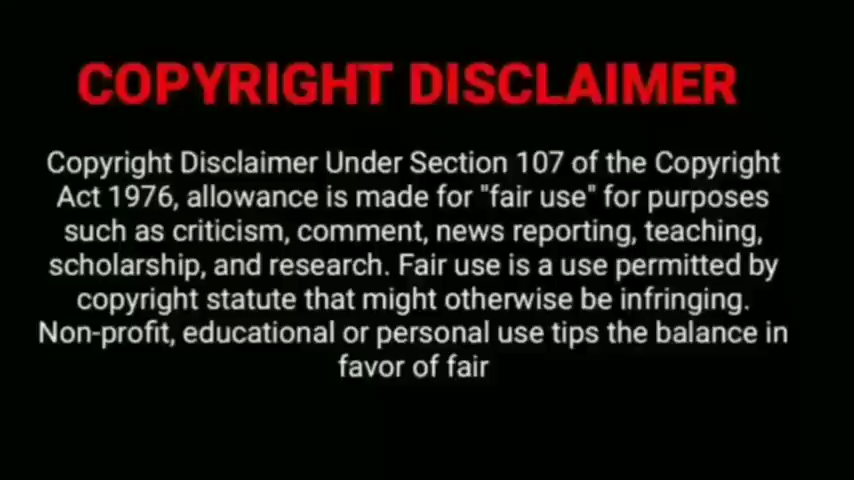 COPYRIGHT DISCLAIMER
Copyright Disclaimer Under Section 107 of the Copyright
Act 1976, allowance is made for "fair use" for purposes
such as criticism, comment, news reporting, teaching,
scholarship, and research. Fair use is a use permitted by
copyright statute that might otherwise be infringing.
Non-profit, educational or personal use tips the balance in
favor of fair